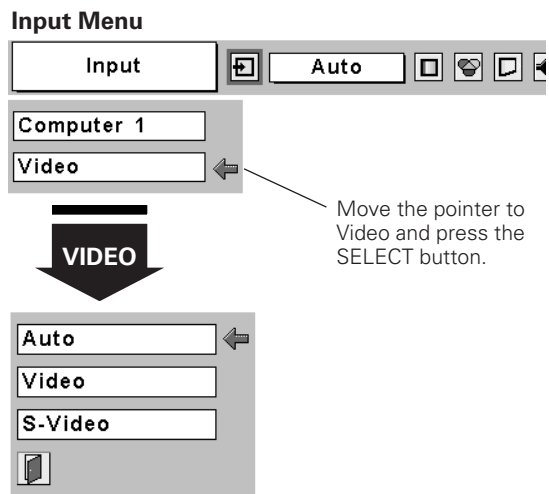 Input Menu
Input
Auto
Computer 1
Video
Move the pointer to
Video and press the
SELECT button.
VIDEO
Auto
Video
S-Video